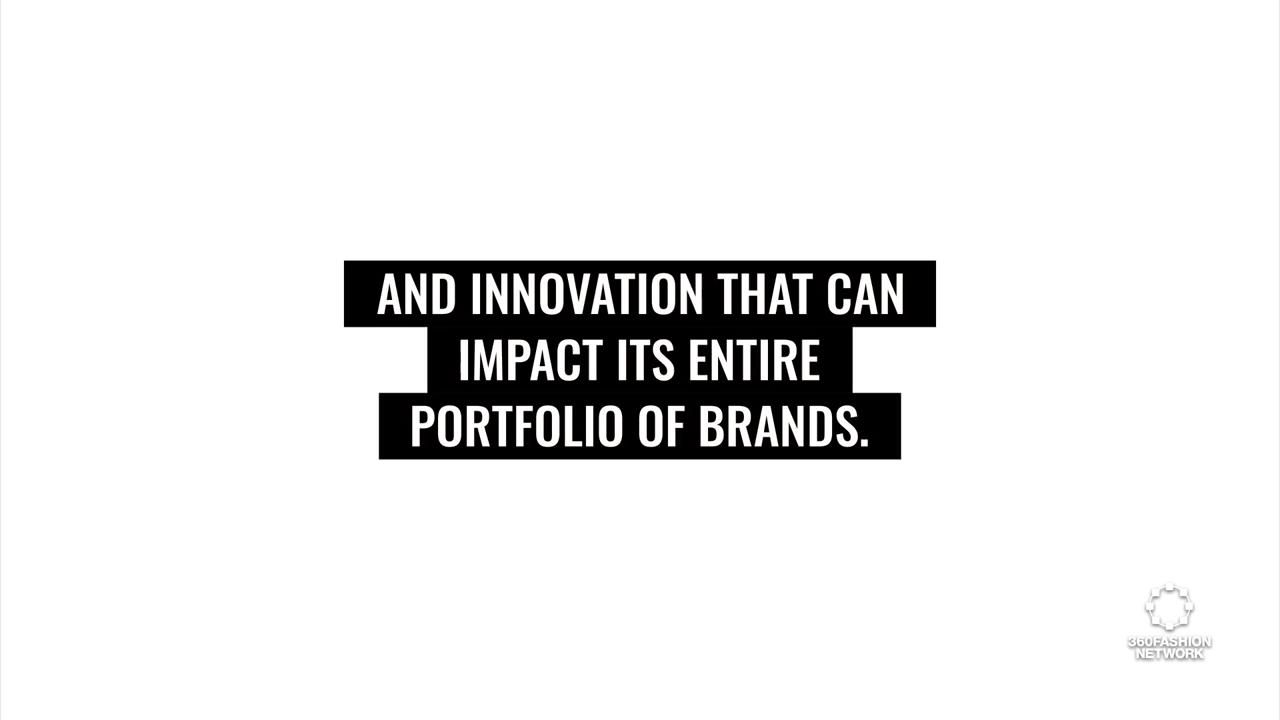 AND INNOVATION THAT CAN
IMPACT ITS ENTIRE
PORTFOLIO OF BRANDS.
360FASHION
NETWORK